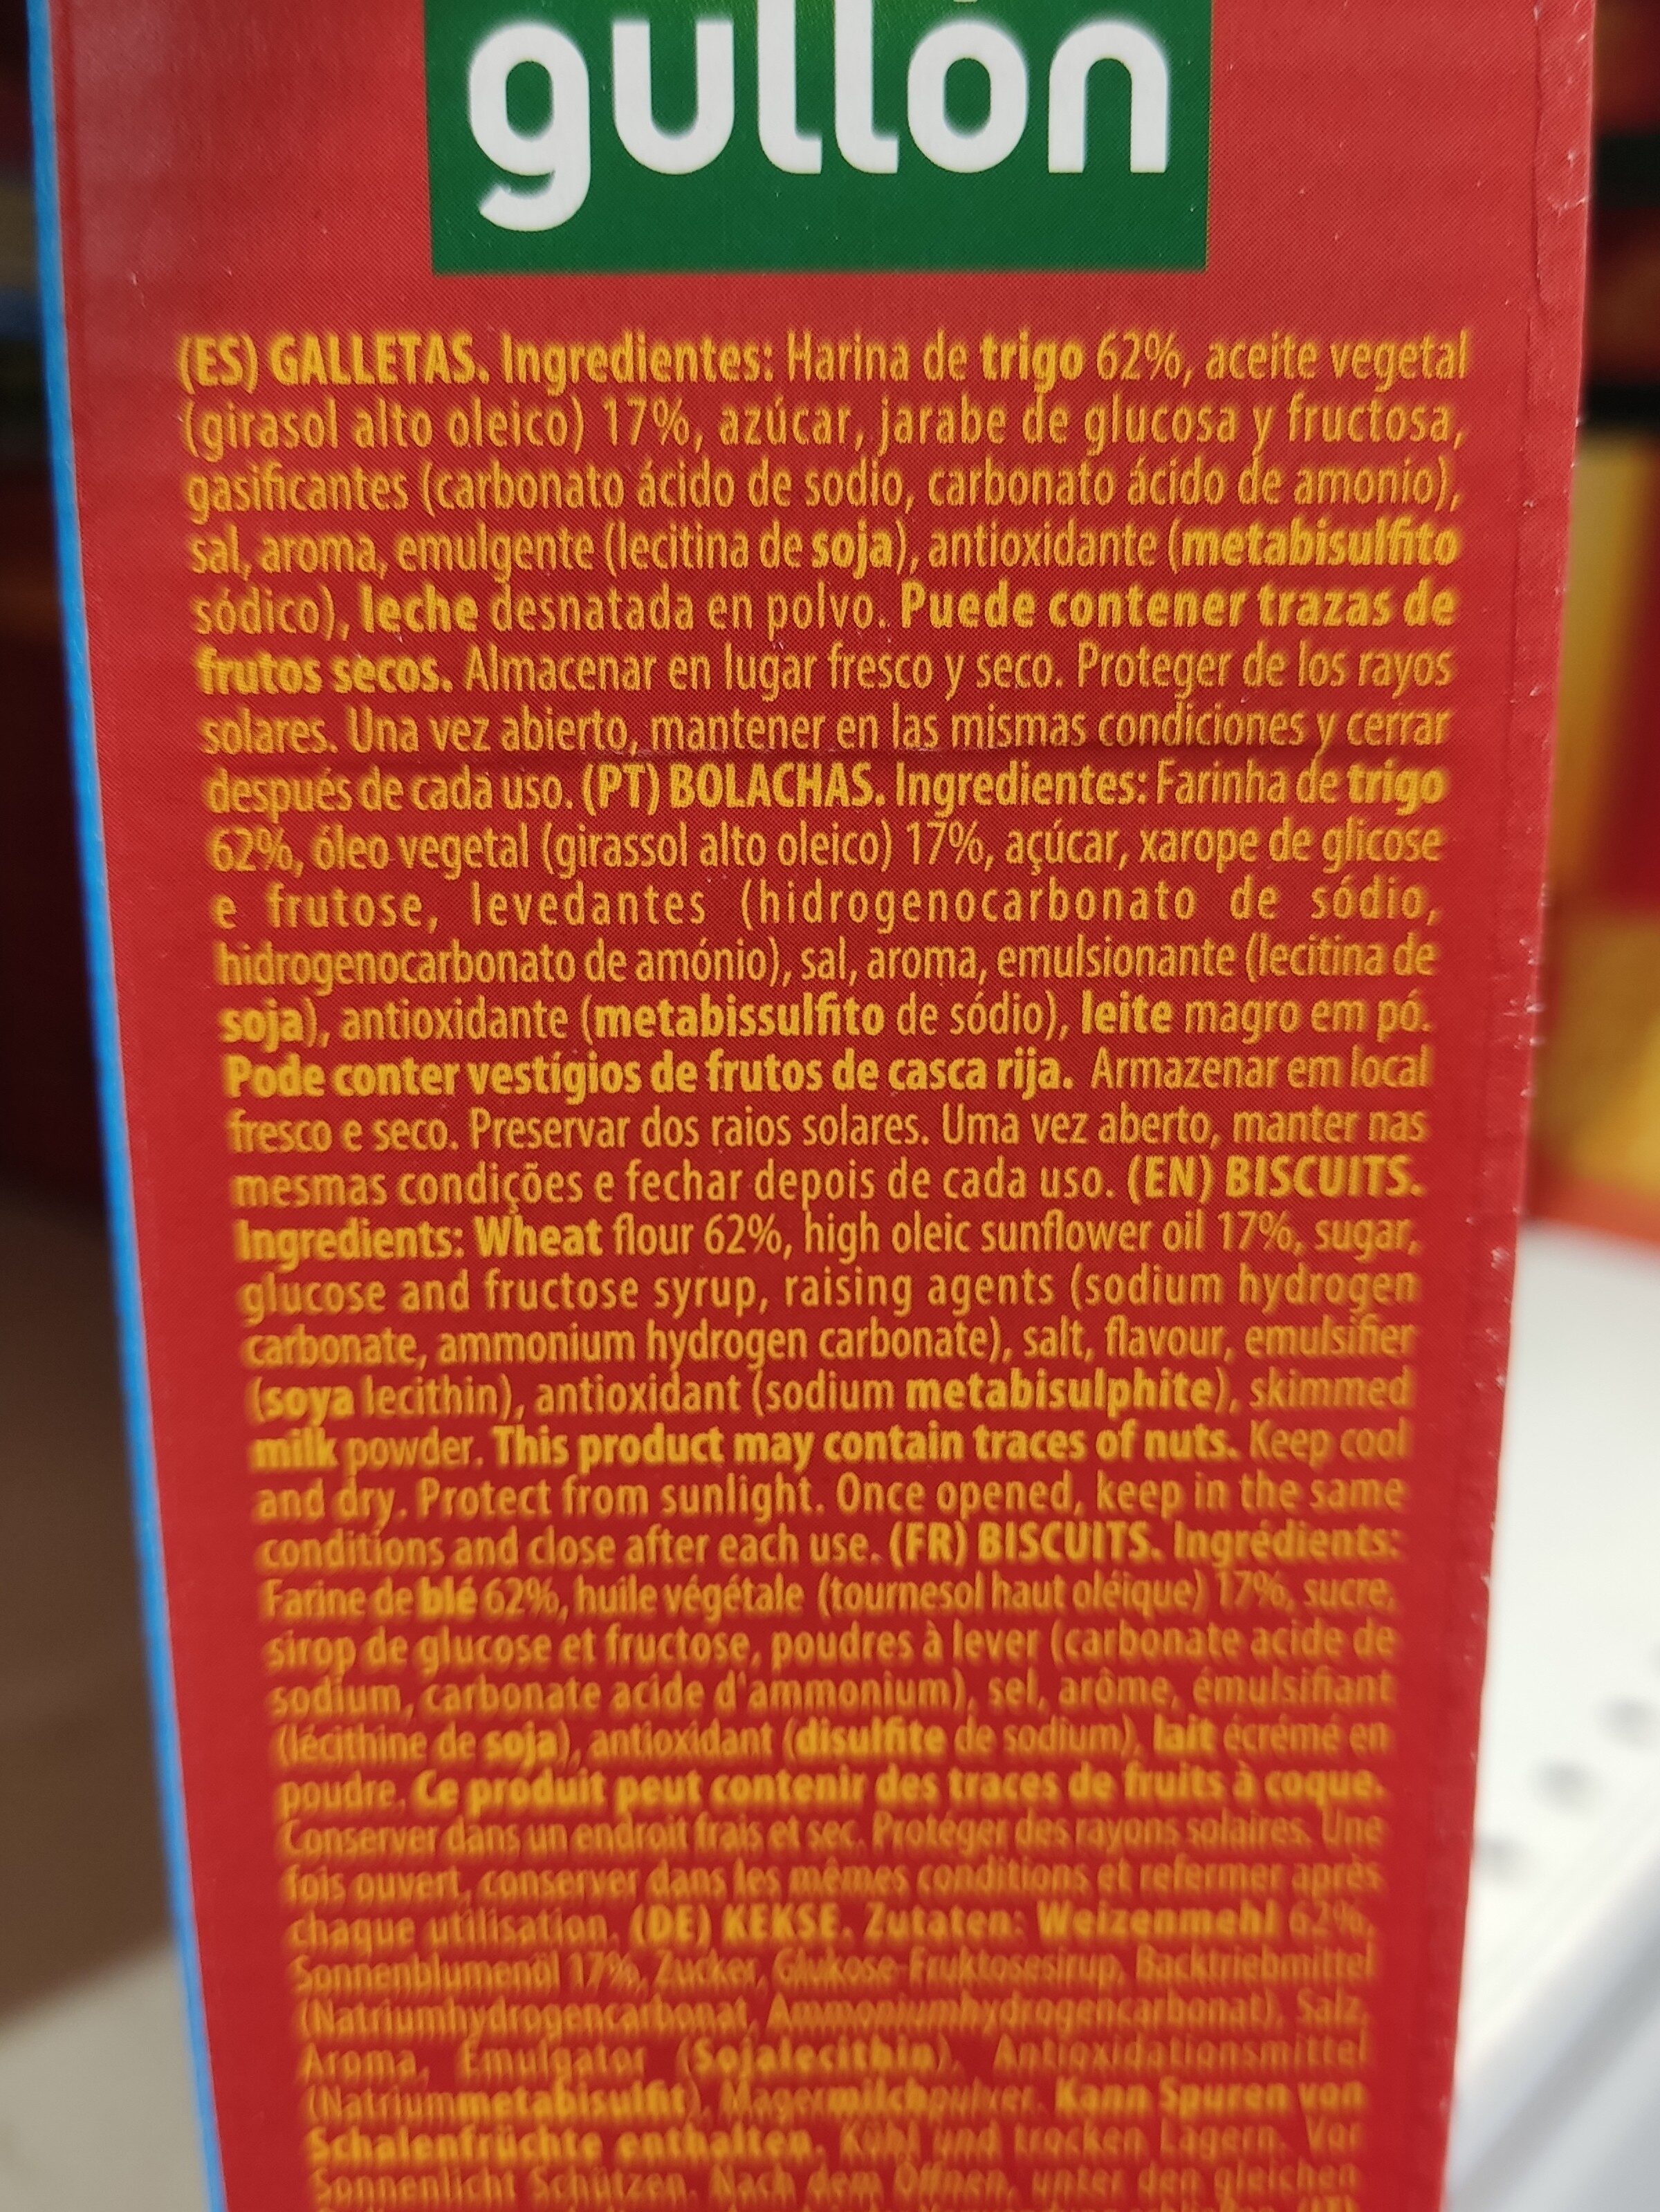 gullón
(ES) GALLETAS. Ingredientes: Harina de trigo 62%, aceite vegetal
(girasol alto oleico) 17%, azúcar, jarabe de glucosa y fructosa,
gasificantes (carbonato ácido de sodio, carbonato ácido de amonio),
sal, aroma, emulgente (lecitina de soja), antioxidante (metabisulfito
sódico), leche desnatada en polvo. Puede contener trazas de
frutos secos. Almacenar en lugar fresco y seco. Proteger de los rayos
solares. Una vez abierto, mantener en las mismas condiciones y cerrar
después de cada uso. (PT) BOLACHAS. Ingredientes: Farinha de trigo
62%, óleo vegetal (girassol alto oleico) 17%, açúcar, xarope de glicose
e frutose, levedantes (hidrogenocarbonato de sódio,
hidrogenocarbonato de amónio), sal, aroma, emulsionante (lecitina de
soja), antioxidante (metabissulfito de sódio), leite magro em pó.
Pode conter vestígios de frutos de casca rija. Armazenar em local
fresco e seco. Preservar dos raios solares. Uma vez aberto, manter nas
mesmas condições e fechar depois de cada uso. (EN) BISCUITS.
Ingredients: Wheat flour 62%, high oleic sunflower oil 17%, sugar,
glucose and fructose syrup, raising agents (sodium hydrogen
carbonate, ammonium hydrogen carbonate), salt, flavour, emulsifier
(soya lecithin), antioxidant (sodium metabisulphite), skimmed
milk powder. This product may contain traces of nuts. Keep cool
and dry. Protect from sunlight. Once opened, keep in the same
conditions and close after each use. (FR) BISCUITS. Ingrédients:
Farine de blé 62%, huile végétale (tournesol haut oléique) 17%, sucre,
sirop de glucose et fructose, poudres à lever (carbonate acide de
sodium, carbonate acide d'ammonium), sel, arôme, émulsifiant
(lécithine de soja), antioxidant (disulfite de sodium), lait écrémé en
poudre. Ce produit peut contenir des traces de fruits à coque.
Conserver dans un endroit frais et sec. Protéger des rayons solaires. Une
fois ouvert, conserver dans les mêmes conditions et refermer après
chaque utilisation. (DE) KEKSE. Zutaten: Weizenmehl 62%,
Sonnenblumenöl 17%, Zucker, Glukose-Fruktosesirup, Backtriebmittel
(Natriumhydrogencarbonat, Ammoniumhydrogencarbonat), Salz,
Aroma, Emulgator (Sojalecithin), Antioxidationsmittel
(Natriummetabisulfit), Magermilchpulver. Kann Spuren von
Schalenfrüchte enthalten. Kühl und trocken Lagern. Vor
Sonnenlicht Schützen. Nach dem Öffnen, unter den gleichen